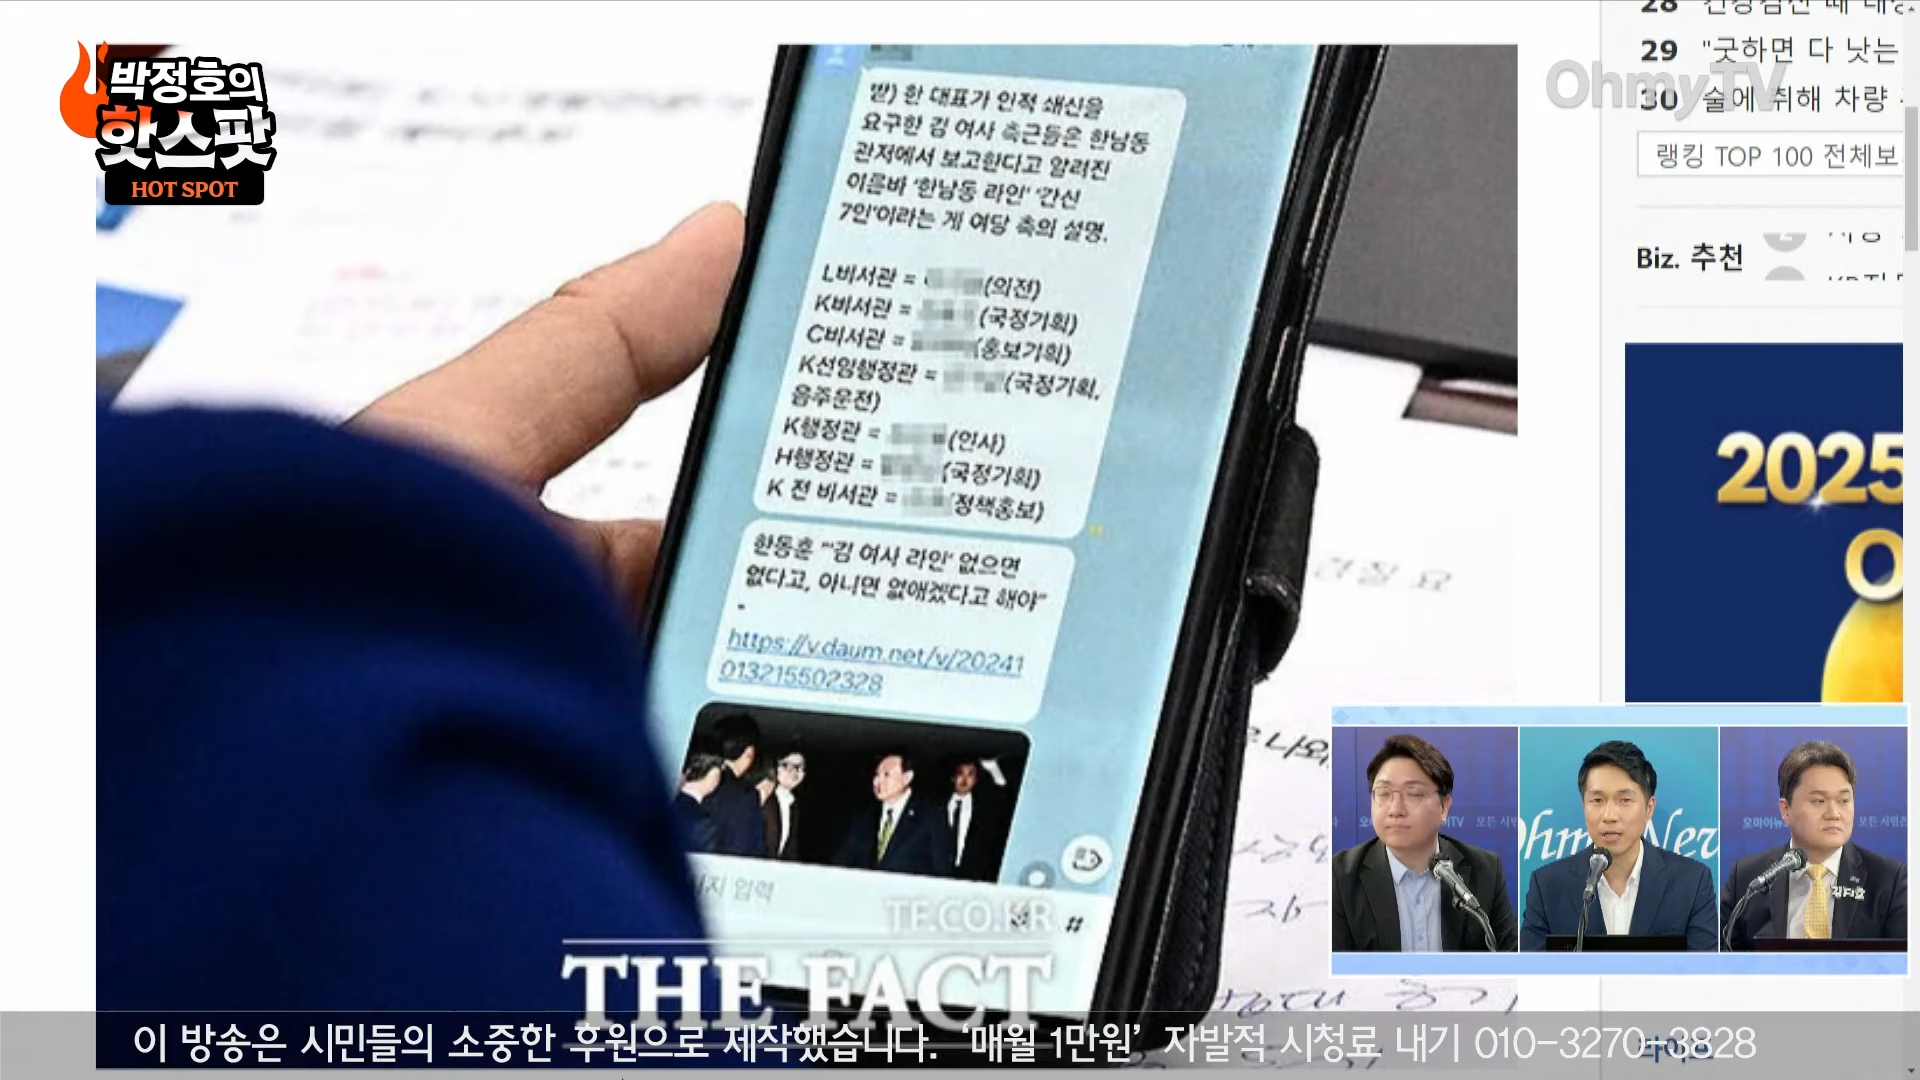 박정호의
핫스팟
HOT SPOT
OhmyTV
29 "굿하면 다 낫는
30 술에 취해 차량
랭킹 TOP 100 전체보
Biz. 추천
2025
받) 한 대표가 인적 쇄신을
요구한 김 여사 측근들은 한남동
관저에서 보고한다고 알려진
이른바 '한남동 라인' '간신
7인'이라는 게 여당 측의 설명.
L비서관 = (의전)
K비서관 = (국정기획)
C비서관 = (홍보기획)
K선임행정관 = (국정기획,
음주운전)
K행정관 = (인사)
H행정관 = (국정기획)
K 전 비서관 = 정책홍보)
한동훈 "'김 여사 라인' 없으면
없다고, 아니면 없애겠다고 해야"
-
https://v.daum.net/v/20241
013215502328
입력
#
TF.CO.KR
THE FACT
이 방송은 시민들의 소중한 후원으로 제작했습니다. '매월 1만원' 자발적 시청료 내기 010-3270-3828